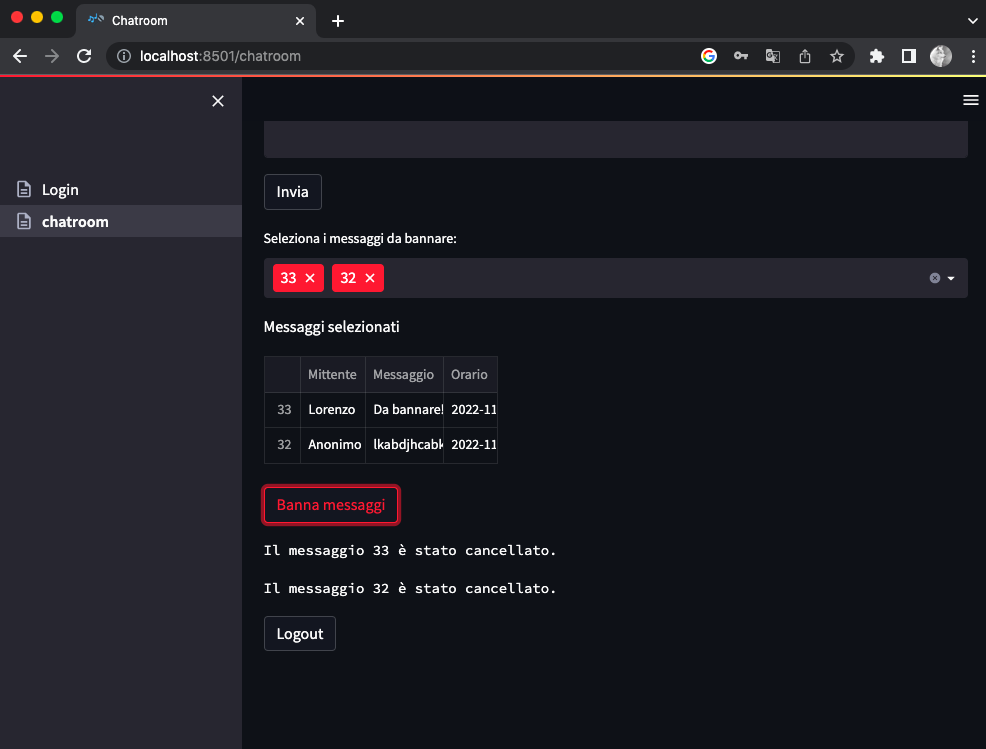 Chatroom
localhost:8501/chatroom
Login
chatroom
Invia
Seleziona i messaggi da bannare:
33 32
Messaggi selezionati
Mittente Messaggio Orario
33 Lorenzo Da bannare! 2022-11
32 Anonimo lkabdjhcabk 2022-11
Banna messaggi
Il messaggio 33 è stato cancellato.
Il messaggio 32 è stato cancellato.
Logout